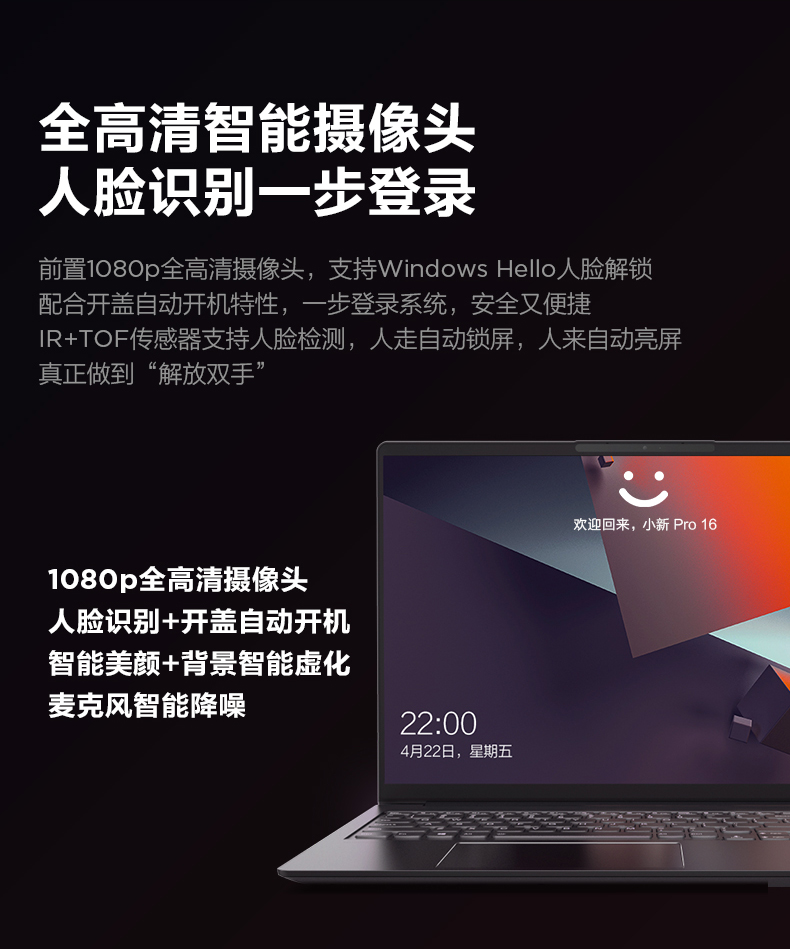 全高清智能摄像头
人脸识别一步登录
前置1080p全高清摄像头，支持Windows Hello人脸解锁
配合开盖自动开机特性，一步登录系统，安全又便捷
IR+TOF传感器支持人脸检测，人走自动锁屏，人来自动亮屏
真正做到“解放双手”
欢迎回来，小新 Pro 16
1080p全高清摄像头
人脸识别+开盖自动开机
智能美颜+背景智能虚化
麦克风智能降噪
22:00
4月22日，星期五